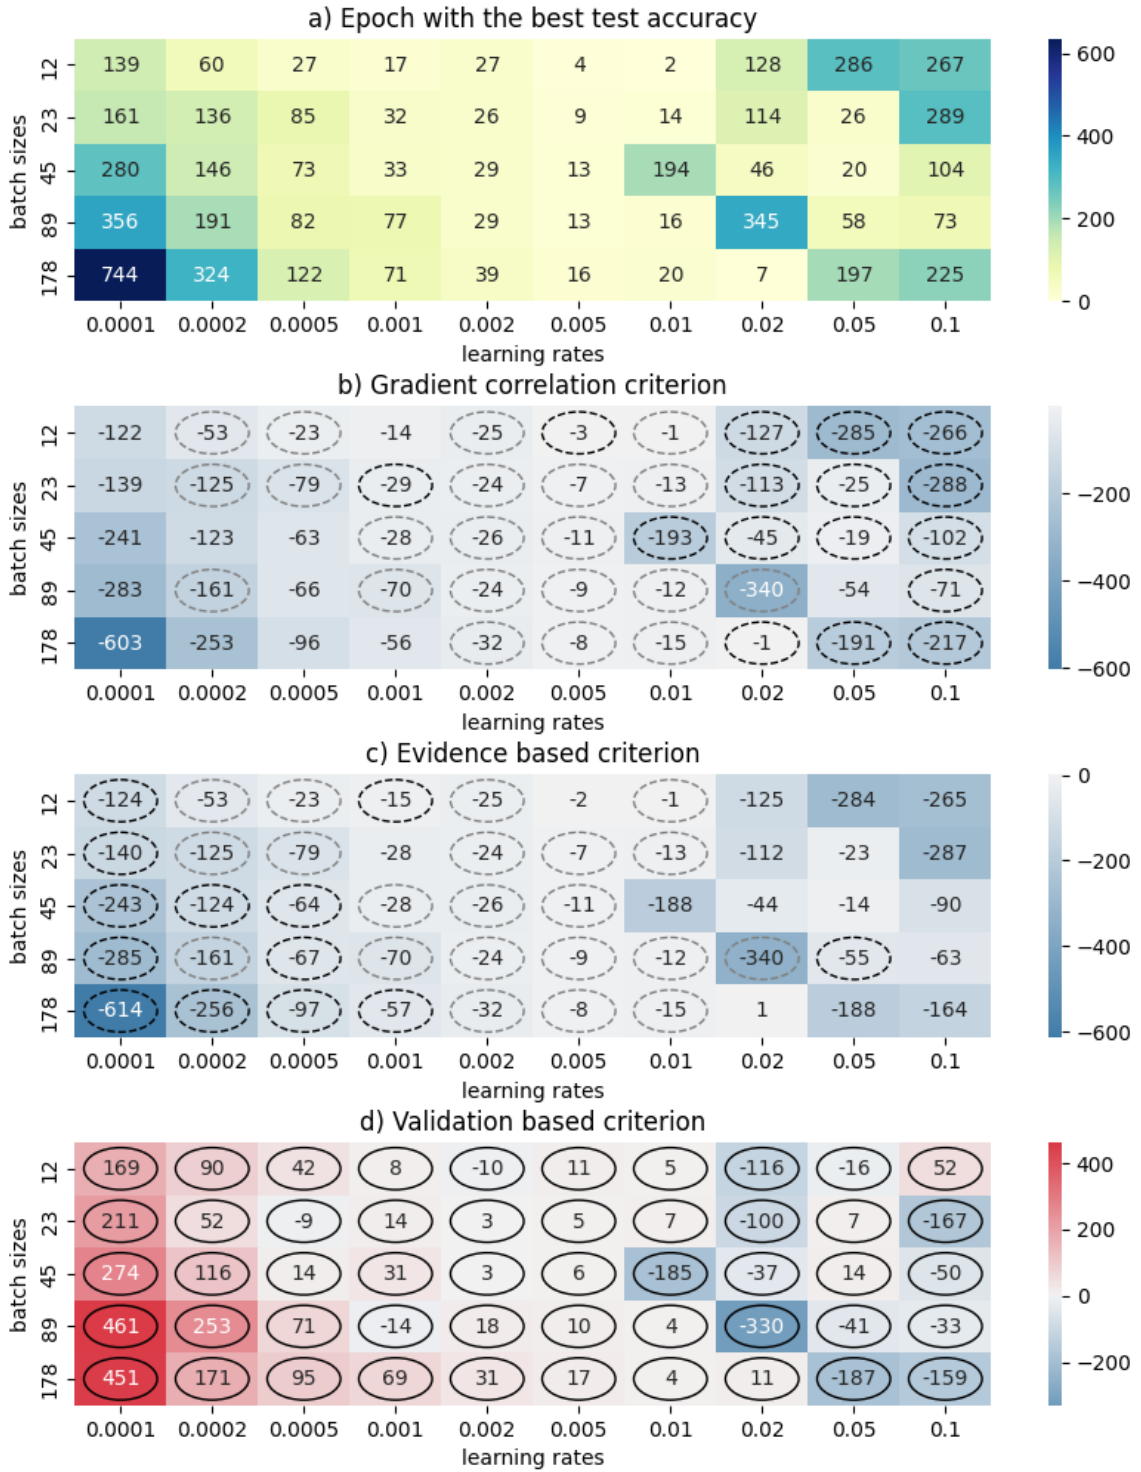 a) Epoch with the best test accuracy
12 139 60 27 17 27 4 2 128 286 267
23 161 136 85 32 26 9 14 114 26 289
45 280 146 73 33 29 13 194 46 20 104
89 356 191 82 77 29 13 16 345 58 73
178 744 324 122 71 39 16 20 7 197 225
batch sizes
0.0001 0.0002 0.0005 0.001 0.002 0.005 0.01 0.02 0.05 0.1
learning rates
600
400
200
0
b) Gradient correlation criterion
12 -122 -53 -23 -14 -25 -3 -1 -127 -285 -266
23 -139 -125 -79 -29 -24 -7 -13 -113 -25 -288
45 -241 -123 -63 -28 -26 -11 -193 -45 -19 -102
89 -283 -161 -66 -70 -24 -9 -12 -340 -54 -71
178 -603 -253 -96 -56 -32 -8 -15 -1 -191 -217
batch sizes
0.0001 0.0002 0.0005 0.001 0.002 0.005 0.01 0.02 0.05 0.1
learning rates
−200
−400
−600
c) Evidence based criterion
12 -124 -53 -23 -15 -25 -2 -1 -125 -284 -265
23 -140 -125 -79 -28 -24 -7 -13 -112 -23 -287
45 -243 -124 -64 -28 -26 -11 -188 -44 -14 -90
89 -285 -161 -67 -70 -24 -9 -12 -340 -55 -63
178 -614 -256 -97 -57 -32 -8 -15 1 -188 -164
batch sizes
0.0001 0.0002 0.0005 0.001 0.002 0.005 0.01 0.02 0.05 0.1
learning rates
0
−200
−400
−600
d) Validation based criterion
12 169 90 42 8 -10 11 5 -116 -16 52
23 211 52 -9 14 3 5 7 -100 7 -167
45 274 116 14 31 3 6 -185 -37 14 -50
89 461 253 71 -14 18 10 4 -330 -41 -33
178 451 171 95 69 31 17 4 11 -187 -159
batch sizes
0.0001 0.0002 0.0005 0.001 0.002 0.005 0.01 0.02 0.05 0.1
learning rates
400
200
0
−200